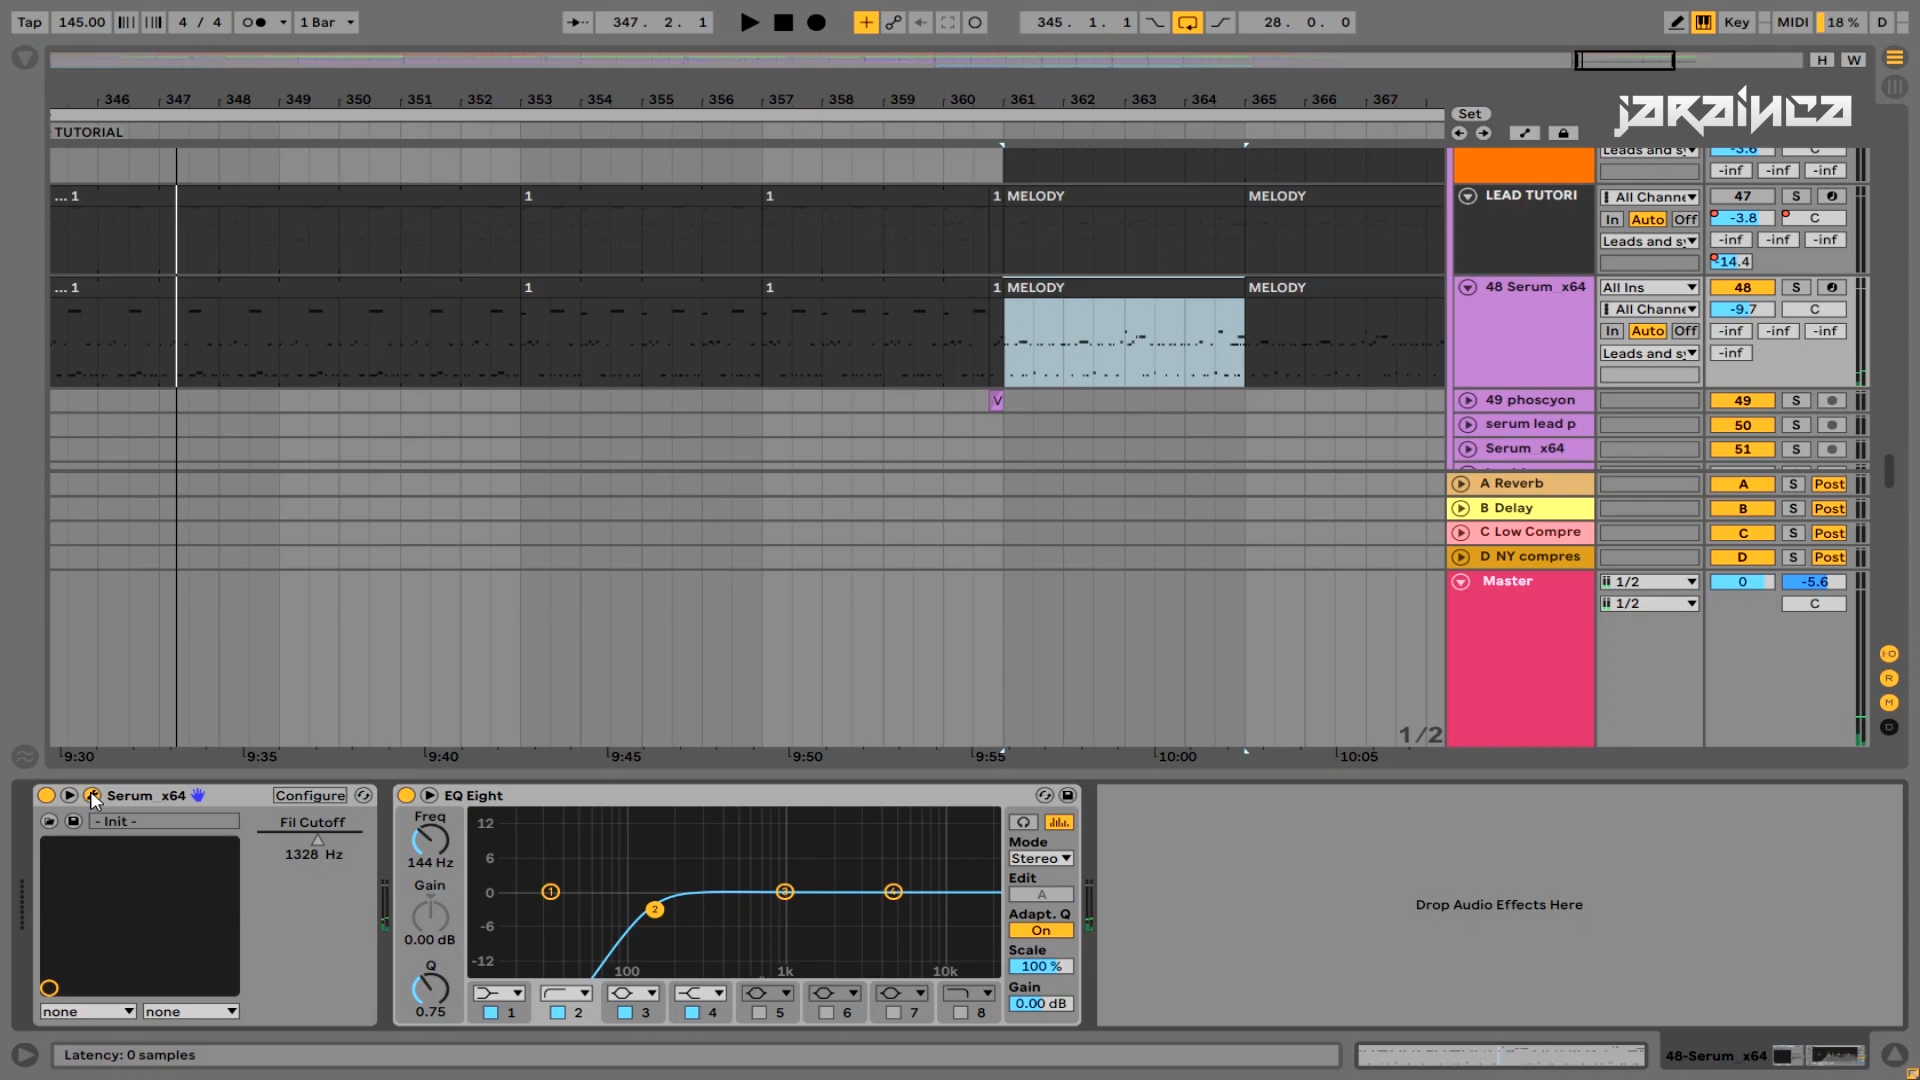 Tap 145.00 4 / 4 1 Bar 347. 2. 1 345. 1. 1 28. 0. 0 Key MIDI 18 % D
H W
346 347 348 349 350 351 352 353 354 355 356 357 358 359 360 361 362 363 364 365 366 367
Set
jarainca
TUTORIAL
Leads and sy -3.6 C
-inf -inf -inf
... 1 1 1 1 MELODY MELODY LEAD TUTORI All Channe 47 S
In Auto Off -3.8 C
Leads and sy -inf -inf -inf
-14.4
... 1 1 1 1 MELODY MELODY 48 Serum_x64 All Ins 48 S
All Channe -9.7 C
In Auto Off -inf -inf -inf
Leads and sy -inf
V 49 phoscyon 49 S
serum lead p 50 S
Serum_x64 51 S
A Reverb A S Post
B Delay B S Post
C Low Compre C S Post
D NY compres D S Post
Master 1/2 0 -5.6
1/2 C
I-O
R
M
D
1/2
9:30 9:35 9:40 9:45 9:50 9:55 10:00 10:05
Serum_x64 Configure
- Init -
Fil Cutoff
1328 Hz
none none
EQ Eight
Freq
144 Hz
Gain
0.00 dB
Q
0.75
12
6
0
-6
-12
1 2 3 4
100 1k 10k
1 2 3 4 5 6 7 8
Mode
Stereo
Edit
A
Adapt. Q
On
Scale
100 %
Gain
0.00 dB
Drop Audio Effects Here
Latency: 0 samples
48-Serum_x64